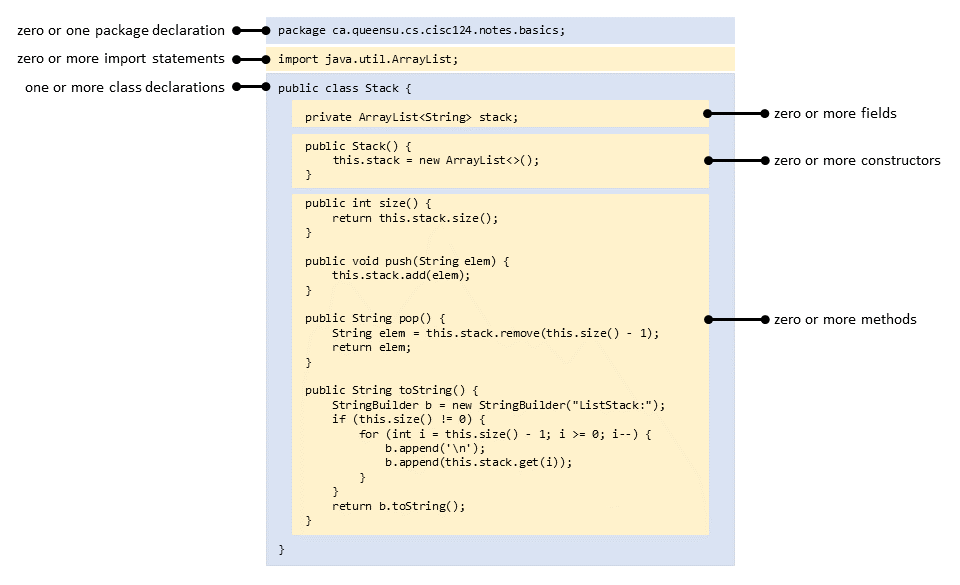 zero or one package declaration
package ca.queensu.cs.cisc124.notes.basics;
zero or more import statements
import java.util.ArrayList;
one or more class declarations
public class Stack {
private ArrayList<String> stack;
zero or more fields
public Stack() {
this.stack = new ArrayList<>();
zero or more constructors
}
public int size() {
return this.stack.size();
}
public void push(String elem) {
this.stack.add(elem);
}
public String pop() {
zero or more methods
String elem = this.stack.remove(this.size() - 1);
return elem;
}
public String toString() {
StringBuilder b = new StringBuilder("ListStack:");
if (this.size() != 0) {
for (int i = this.size() - 1; i >= 0; i--) {
b.append('\n');
b.append(this.stack.get(i));
}
}
return b.toString();
}
}